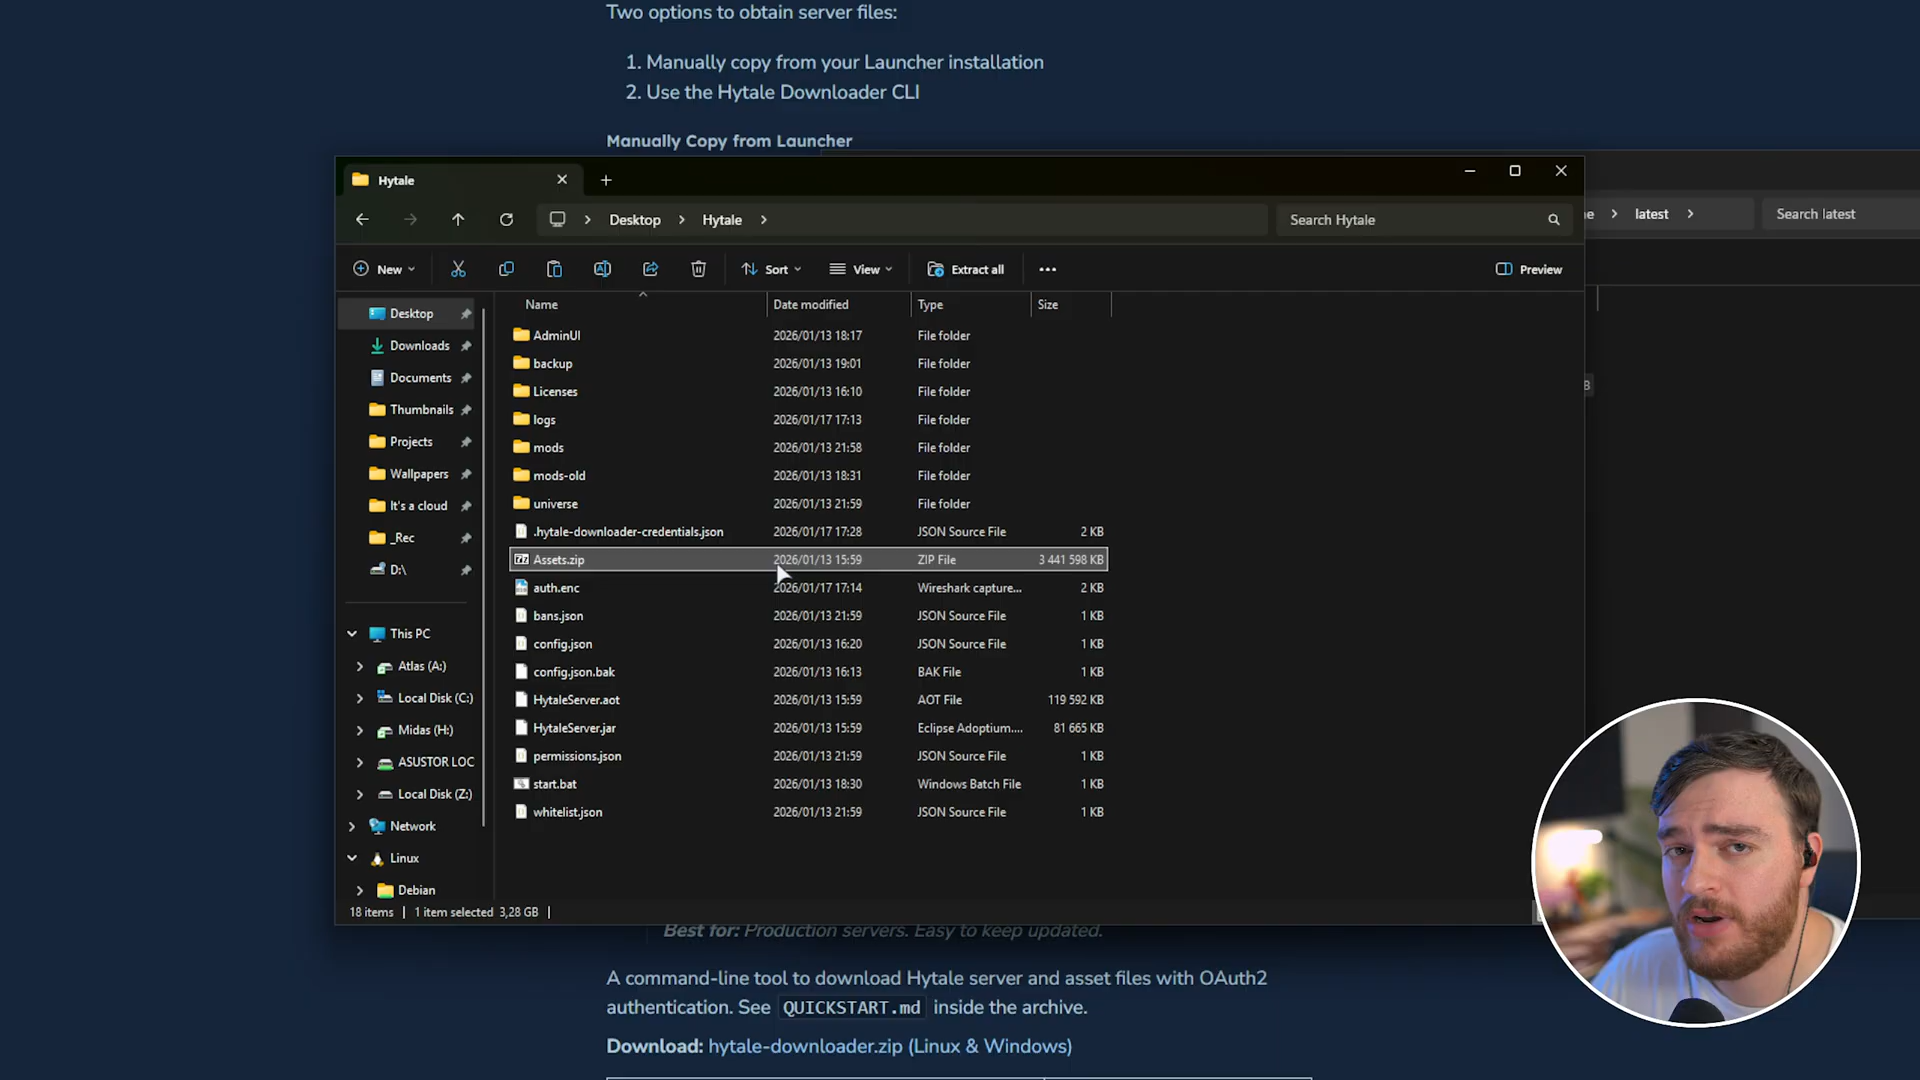 Two options to obtain server files:
1. Manually copy from your Launcher installation
2. Use the Hytale Downloader CLI
Manually Copy from Launcher
Hytale
Desktop > Hytale >
Search Hytale
latest >
Search latest
New
Sort
View
Extract all
Preview
Name Date modified Type Size
Desktop
Downloads
Documents
Thumbnails
Projects
Wallpapers
It's a cloud
_Rec
D:\
This PC
Atlas (A:)
Local Disk (C:)
Midas (H:)
ASUSTOR LOC
Local Disk (Z:)
Network
Linux
Debian
AdminUI 2026/01/13 18:17 File folder
backup 2026/01/13 19:01 File folder
Licenses 2026/01/13 16:10 File folder
logs 2026/01/17 17:13 File folder
mods 2026/01/13 21:58 File folder
mods-old 2026/01/13 18:31 File folder
universe 2026/01/13 21:59 File folder
.hytale-downloader-credentials.json 2026/01/17 17:28 JSON Source File 2 KB
Assets.zip 2026/01/13 15:59 ZIP File 3 441 598 KB
auth.enc 2026/01/17 17:14 Wireshark capture... 2 KB
bans.json 2026/01/13 21:59 JSON Source File 1 KB
config.json 2026/01/13 16:20 JSON Source File 1 KB
config.json.bak 2026/01/13 16:13 BAK File 1 KB
HytaleServer.aot 2026/01/13 15:59 AOT File 119 592 KB
HytaleServer.jar 2026/01/13 15:59 Eclipse Adoptium.... 81 665 KB
permissions.json 2026/01/13 21:59 JSON Source File 1 KB
start.bat 2026/01/13 18:30 Windows Batch File 1 KB
whitelist.json 2026/01/13 21:59 JSON Source File 1 KB
18 items | 1 item selected 3,28 GB |
Best for: Production servers. Easy to keep updated.
A command-line tool to download Hytale server and asset files with OAuth2
authentication. See QUICKSTART.md inside the archive.
Download: hytale-downloader.zip (Linux & Windows)